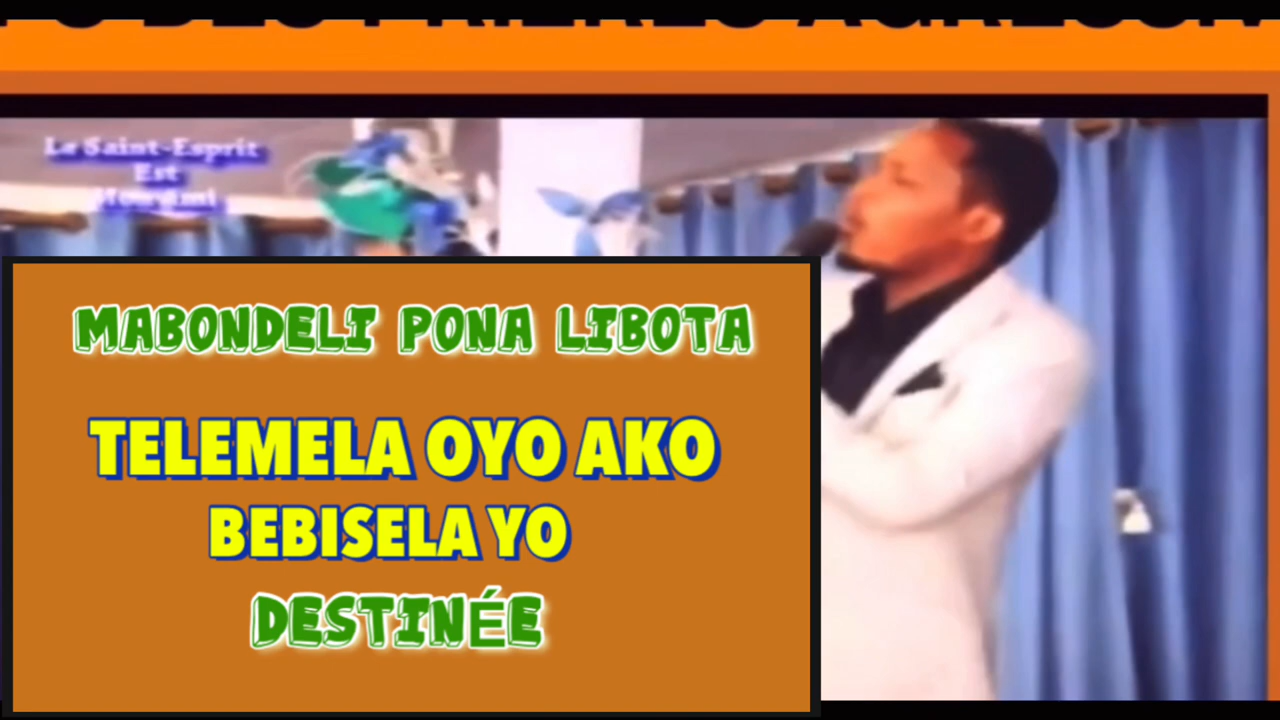 Le Saint-Esprit
Est
MABONDELI PONA LIBOTA
TELEMELA OYO AKO
BEBISELA YO
DESTINÉE